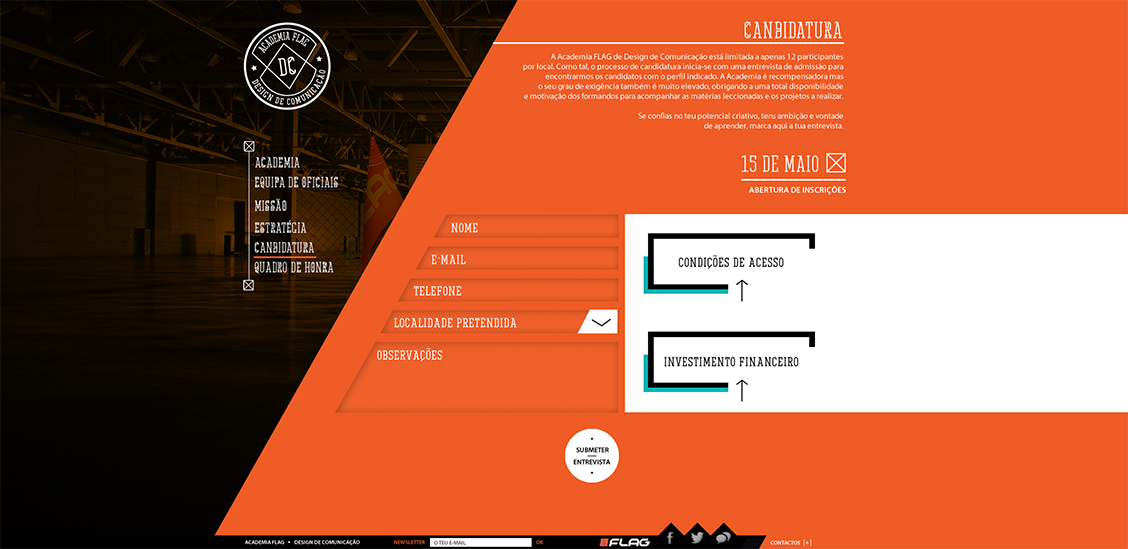 ACADEMIA FLAG
DC
DESIGN DE COMUNICAÇÃO
ACADEMIA
EQUIPA DE OFICIAIS
MISSÃO
ESTRATÉGIA
CANBIDATURA
QUADRO DE HONRA
CANBIDATURA
A Academia FLAG de Design de Comunicação está limitada a apenas 12 participantes
por local. Como tal, o processo de candidatura inicia-se com uma entrevista de admissão para
encontrarmos os candidatos com o perfil indicado. A Academia é recompensadora mas
o seu grau de exigência também é muito elevado, obrigando a uma total disponibilidade
e motivação dos formandos para acompanhar as matérias leccionadas e os projetos a realizar.
Se confias no teu potencial criativo, tens ambição e vontade
de aprender, marca aqui a tua entrevista.
15 DE MAIO
ABERTURA DE INSCRIÇÕES
NOME
E-MAIL
TELEFONE
LOCALIDADE PRETENDIDA
OBSERVAÇÕES
CONDIÇÕES DE ACESSO
INVESTIMENTO FINANCEIRO
SUBMETER
ENTREVISTA
ACADEMIA FLAG • DESIGN DE COMUNICAÇÃO
NEWSLETTER
O TEU E-MAIL
OK
FLAG
CONTACTOS [+]